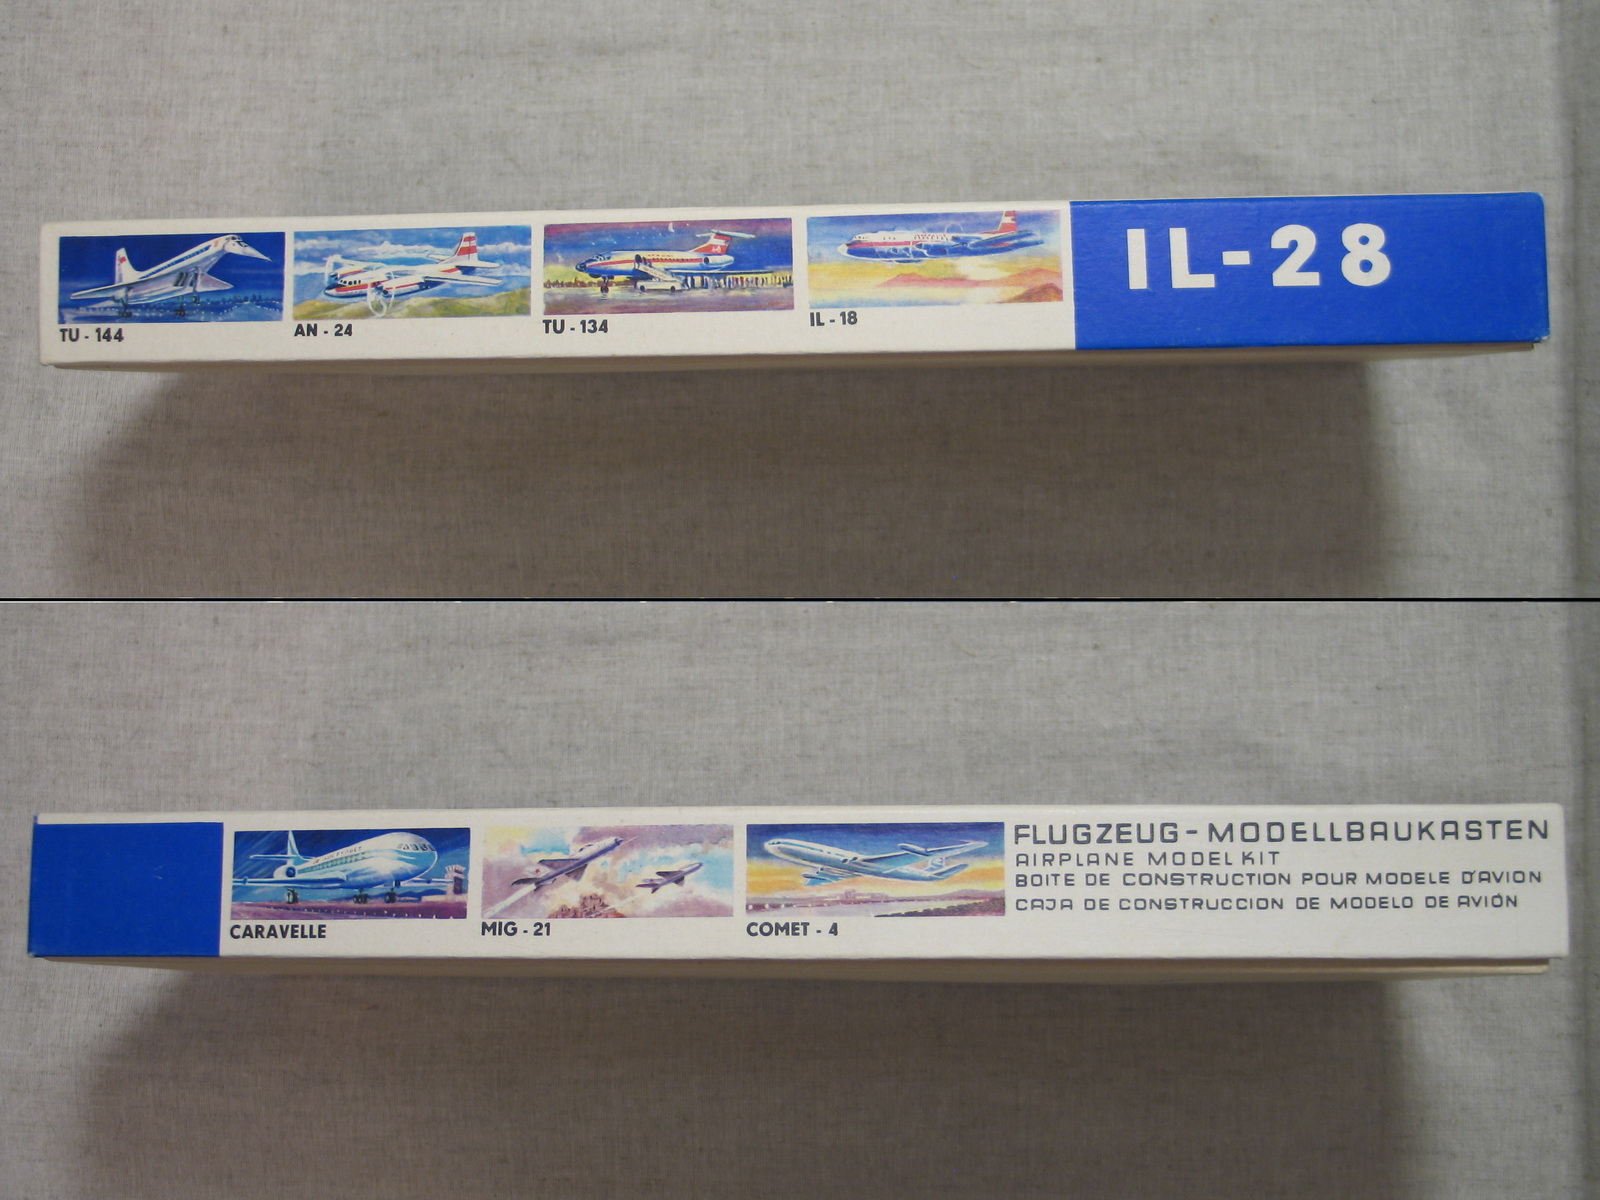 TU - 144
AN - 24
TU - 134
IL - 18
IL-28
CARAVELLE
MIG - 21
COMET - 4
FLUGZEUG - MODELLBAUKASTEN
AIRPLANE MODEL KIT
BOITE DE CONSTRUCTION POUR MODELE D'AVION
CAJA DE CONSTRUCCION DE MODELO DE AVIÓN